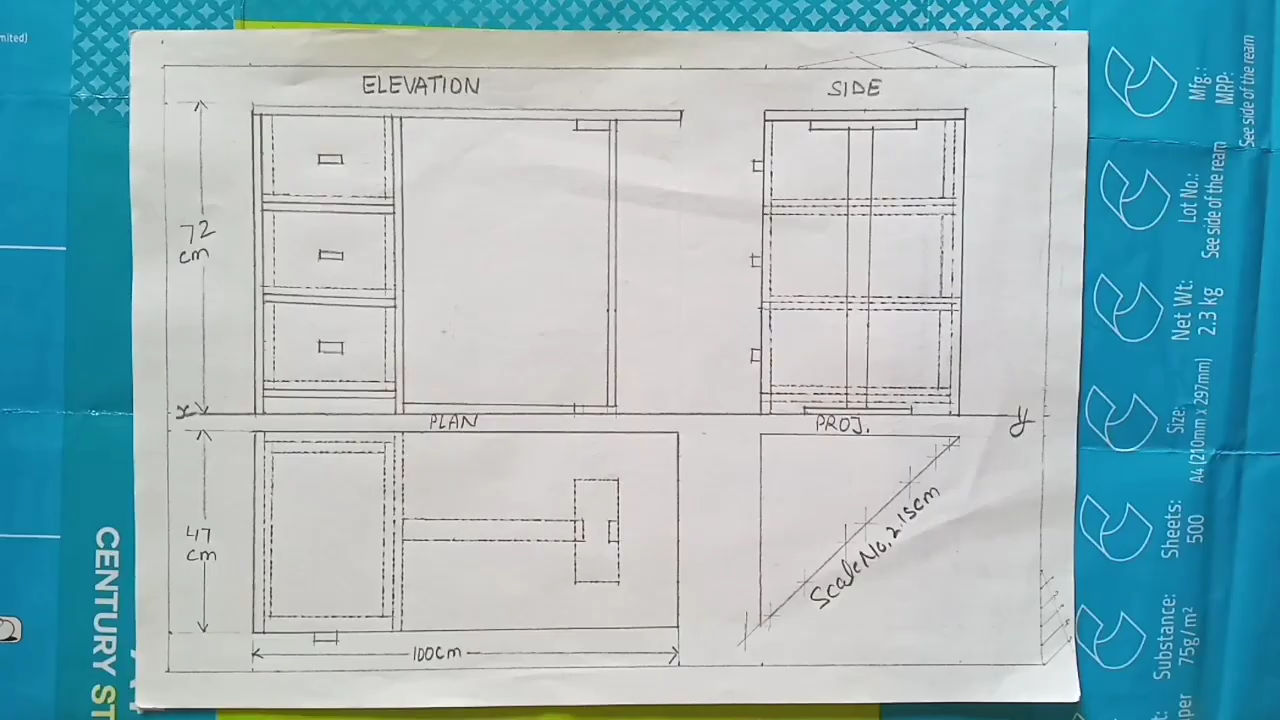 ELEVATION
SIDE
72
cm
x
y
PLAN
PROJ.
47
cm
Scale No. 2.15cm
100cm
mited)
CENTURY ST
Mfg.:
MRP:
See side of the ream
Lot No.:
See side of the ream
Net Wt:
2.3 kg
Size:
A4 (210mm x 297mm)
Sheets:
500
Substance:
75g/m²
per